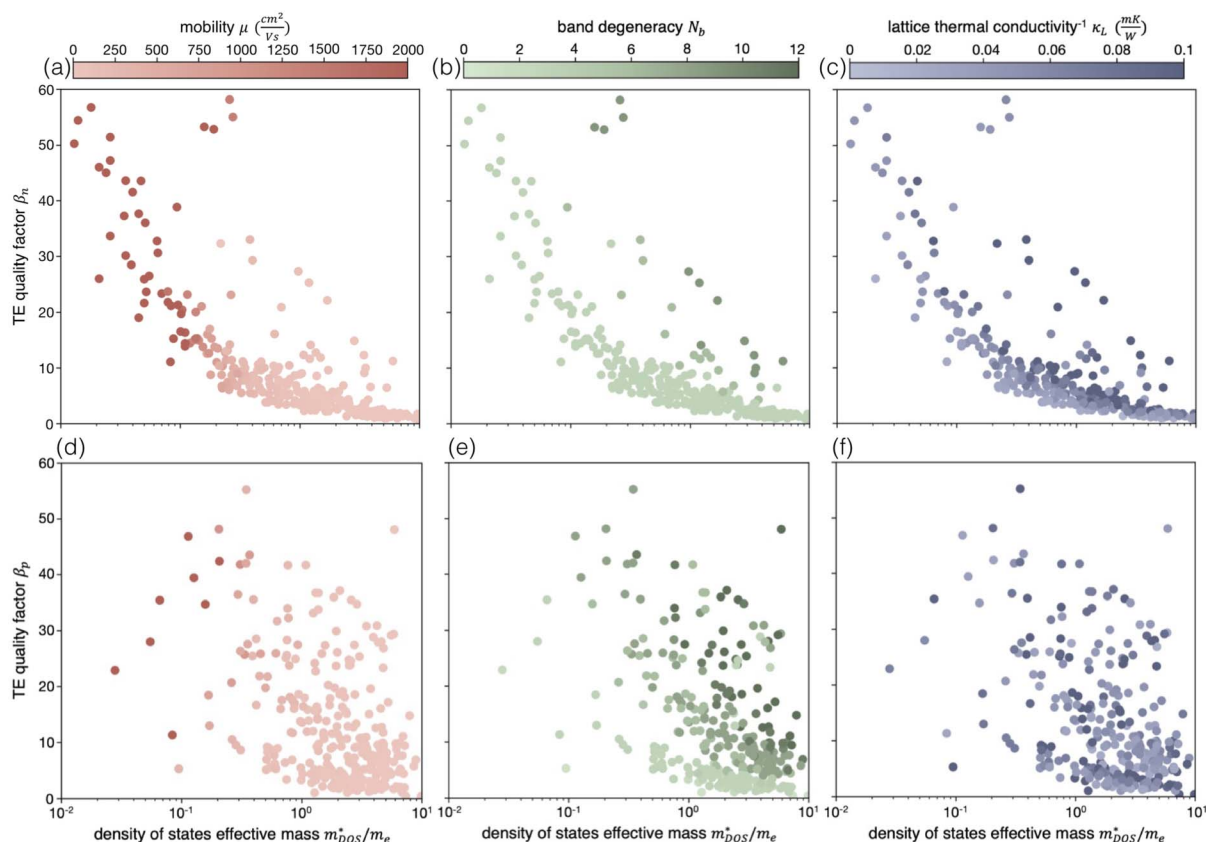 mobility μ (cm²/Vs)
0 250 500 750 1000 1250 1500 1750 2000
band degeneracy N_b
0 2 4 6 8 10 12
lattice thermal conductivity⁻¹ κ_L (mK/W)
0 0.02 0.04 0.06 0.08 0.1
(a)
(b)
(c)
TE quality factor β_n
60
50
40
30
20
10
0
(d)
(e)
(f)
TE quality factor β_p
60
50
40
30
20
10
0
10⁻² 10⁻¹ 10⁰ 10¹
10⁻¹ 10⁰ 10¹
10⁻¹ 10⁰ 10¹
density of states effective mass m*_DOS/m_e
density of states effective mass m*_DOS/m_e
density of states effective mass m*_DOS/m_e